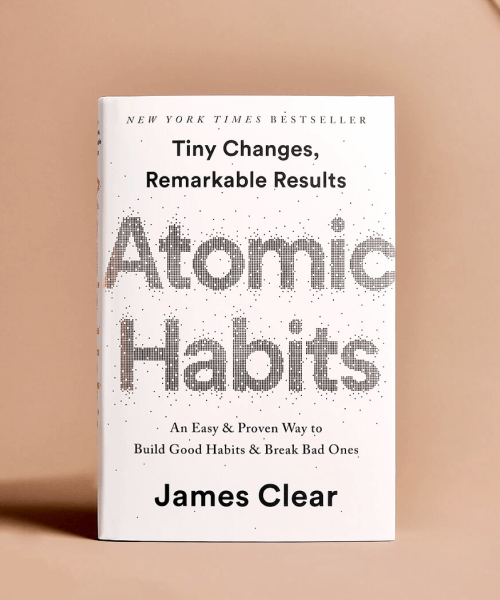 NEW YORK TIMES BESTSELLER
Tiny Changes,
Remarkable Results
Atomic
Habits
An Easy & Proven Way to
Build Good Habits & Break Bad Ones
James Clear